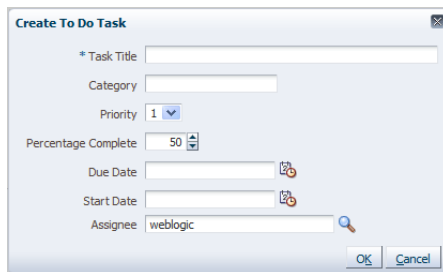 Create To Do Task
* Task Title
Category
Priority 1
Percentage Complete 50
Due Date
Start Date
Assignee weblogic
OK Cancel